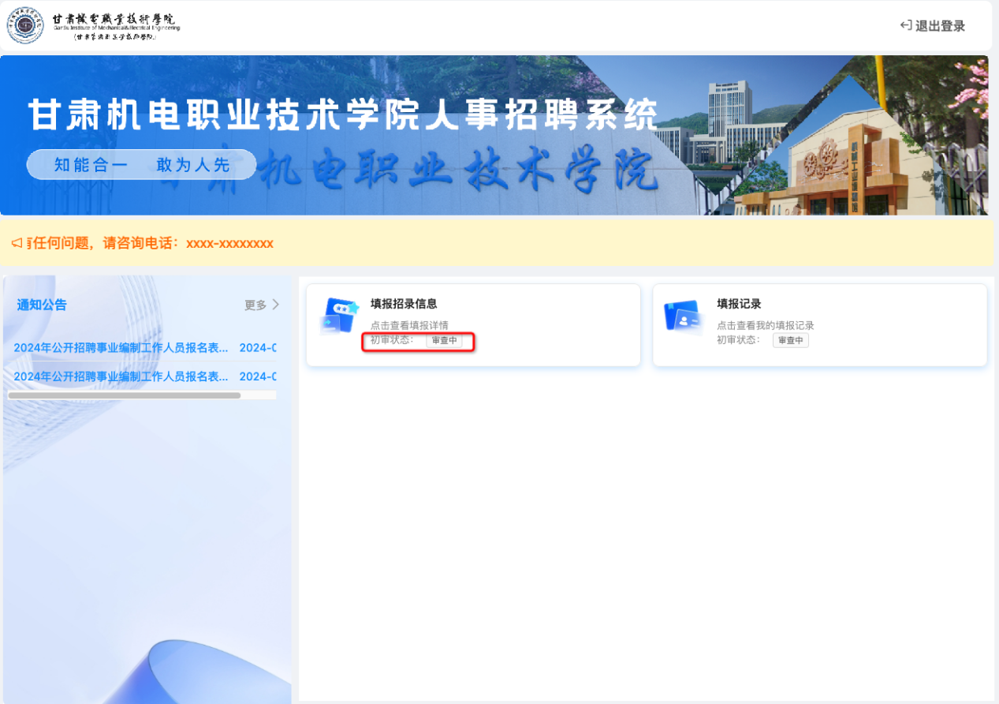 甘肃機電職業技術學院
Gansu Institute of Mechanical&Electrical Engineering
退出登录
甘肃机电职业技术学院人事招聘系统
知能合一 敢为人先
肃机电职业技术学院
任何问题，请咨询电话：xxxx-xxxxxxxx
通知公告
更多
2024年公开招聘事业编制工作人员报名表... 2024-0
2024年公开招聘事业编制工作人员报名表... 2024-0
填报招录信息
点击查看填报详情
初审状态： 审查中
填报记录
点击查看我的填报记录
初审状态： 审查中